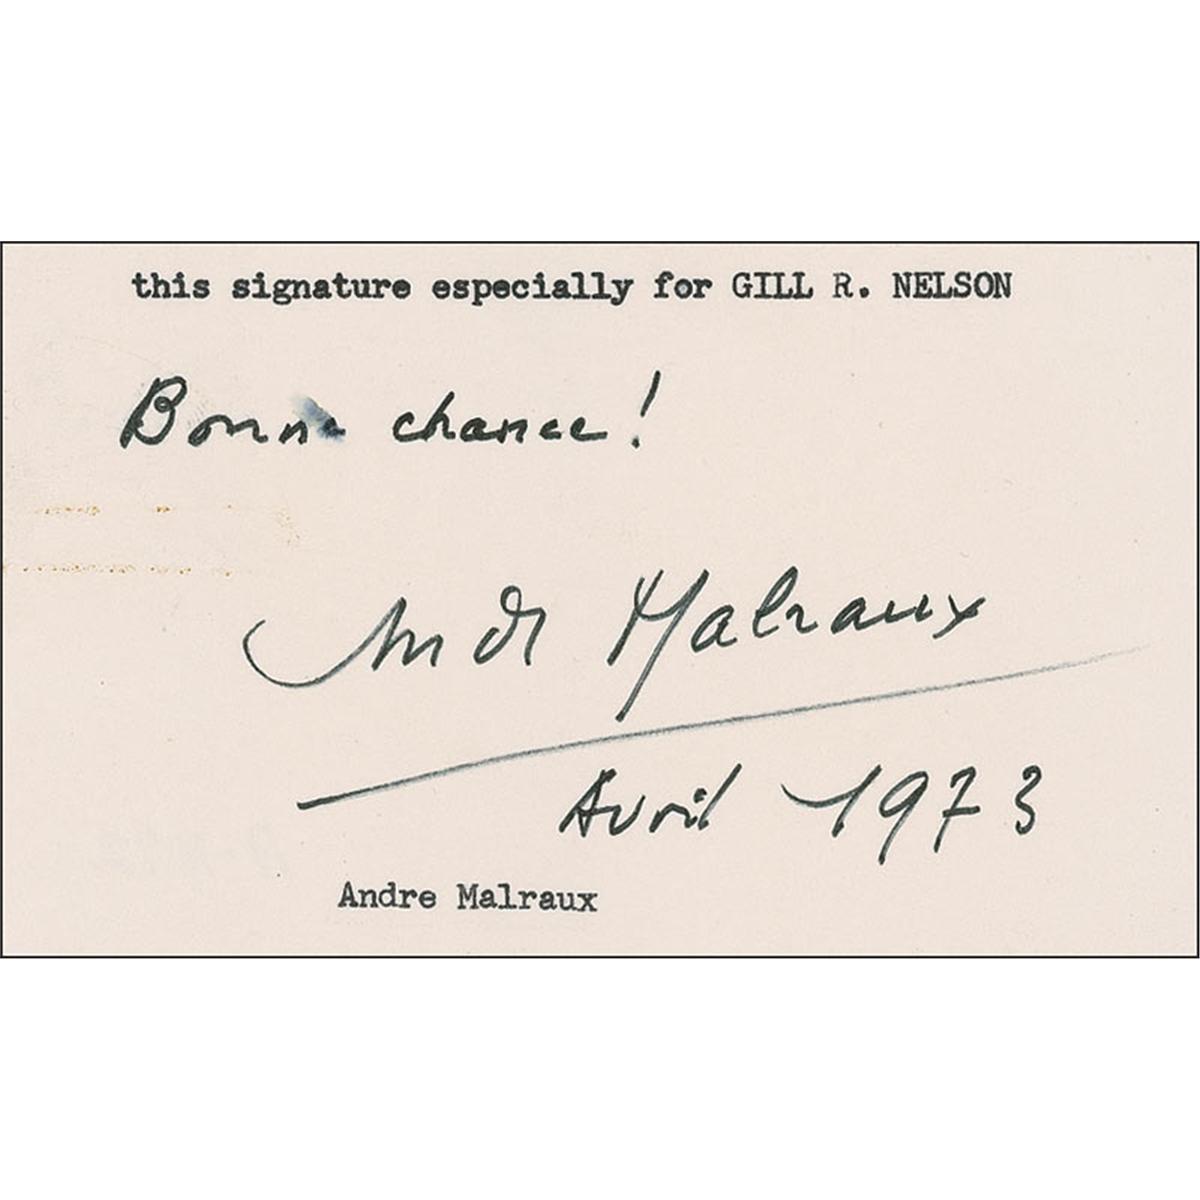 this signature especially for GILL R. NELSON
Bonne chance!
André Malraux
Avril 1973
Andre Malraux